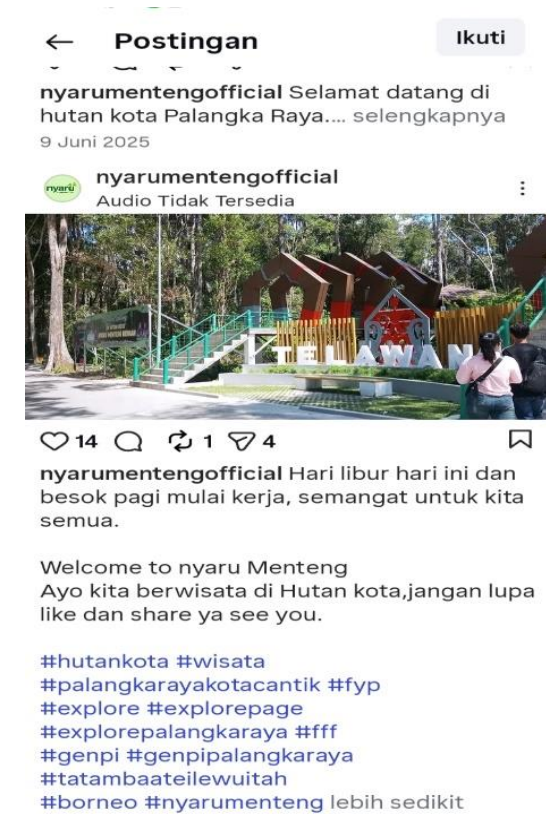 ← Postingan Ikuti
nyarumentengofficial Selamat datang di
hutan kota Palangka Raya.... selengkapnya
9 Juni 2025
nyaru
nyarumentengofficial
Audio Tidak Tersedia
TELAWAN
14 1 4
nyarumentengofficial Hari libur hari ini dan
besok pagi mulai kerja, semangat untuk kita
semua.
Welcome to nyaru Menteng
Ayo kita berwisata di Hutan kota,jangan lupa
like dan share ya see you.
#hutankota #wisata
#palangkarayakotacantik #fyp
#explore #explorepage
#explorepalangkaraya #fff
#genpi #genpipalangkaraya
#tatambaateilewuitah
#borneo #nyarumenteng lebih sedikit